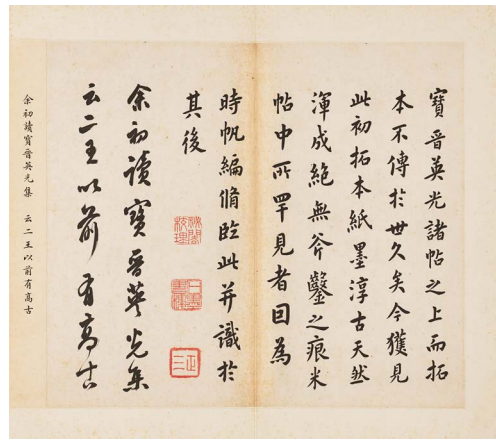 寶晉英光諸帖之上而拓
本不傳於世久矣今獲見
此初拓本紙墨淳古天然
渾成絕無斧鑿之痕米
帖中所罕見者囙為
時帆編脩臨此并識於
其後
余初讀寶晉英光集
云二王以前有高古
余初讀寶晉英光集 云二王以前有高古